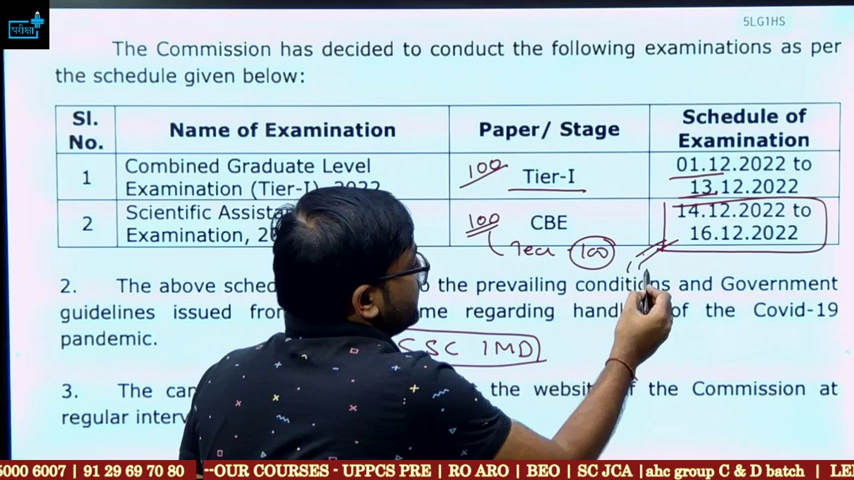 परीक्षा
5LG1HS
The Commission has decided to conduct the following examinations as per
the schedule given below:
Sl. No.
Name of Examination
Paper/ Stage
Schedule of Examination
1
Combined Graduate Level
Examination (Tier-I), 2022
100
Tier-I
01.12.2022 to
13.12.2022
2
Scientific Assista
Examination, 20
100
CBE
14.12.2022 to
16.12.2022
Tech - 100
2. The above sched to the prevailing conditions and Government
guidelines issued from me regarding handl of the Covid-19
pandemic.
SSC IMD
3. The can the websit of the Commission at
regular interv
5000 6007 | 91 29 69 70 80 --OUR COURSES - UPPCS PRE | RO ARO | BEO | SC JCA |ahc group C & D batch |